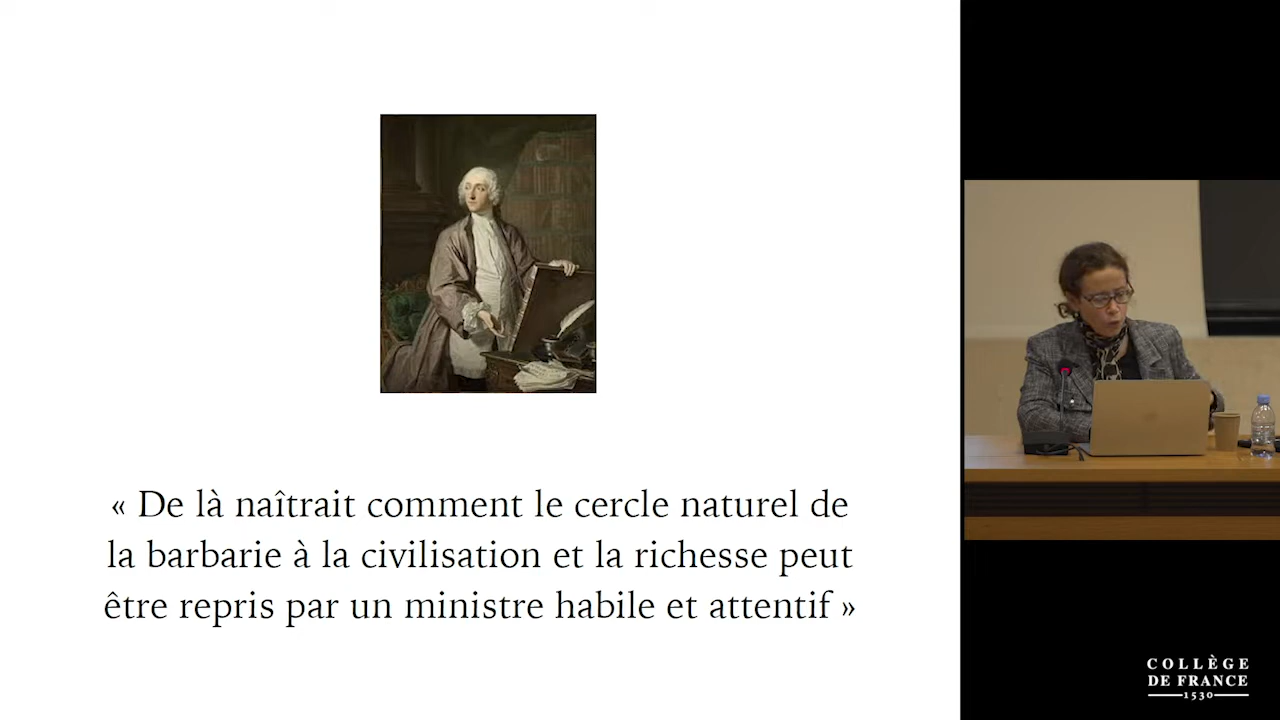 « De là naîtrait comment le cercle naturel de
la barbarie à la civilisation et la richesse peut
être repris par un ministre habile et attentif »
COLLÈGE
DE FRANCE
1530